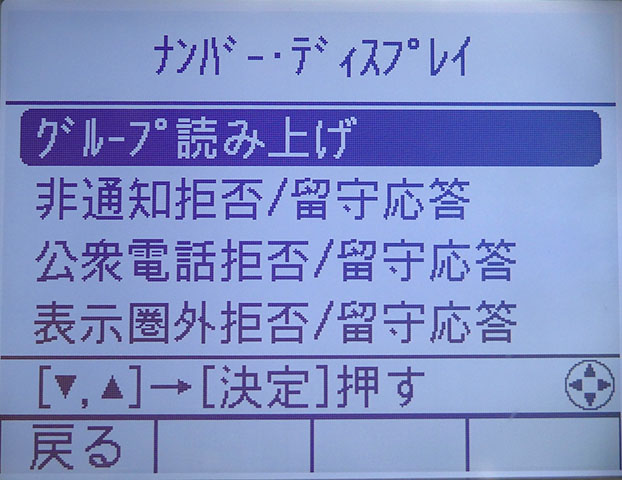 ﾅﾝﾊﾞｰ･ﾃﾞｨｽﾌﾟﾚｲ
ｸﾞﾙｰﾌﾟ読み上げ
非通知拒否/留守応答
公衆電話拒否/留守応答
表示圏外拒否/留守応答
[▼,▲]→[決定]押す
戻る